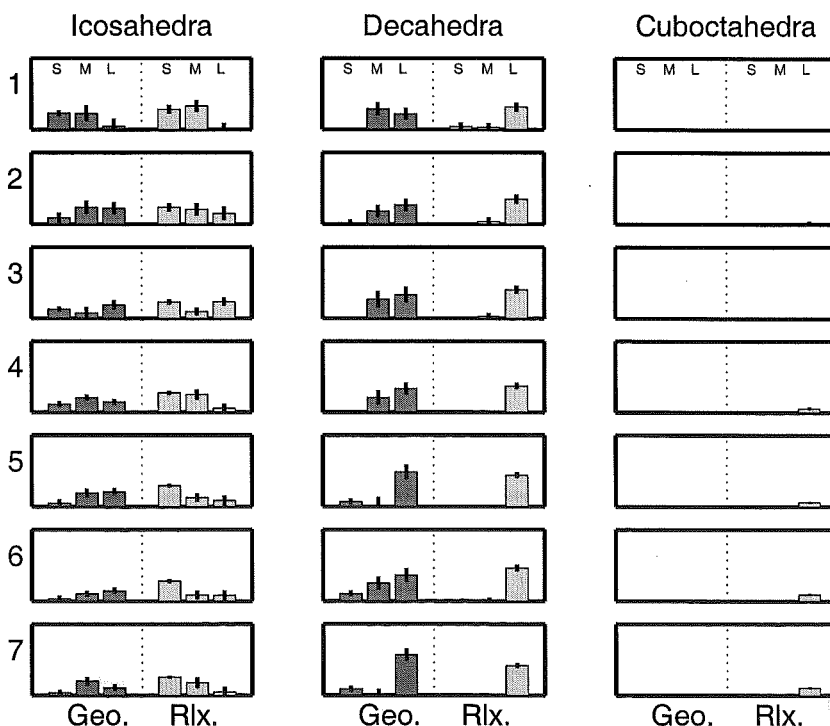 Icosahedra Decahedra Cuboctahedra
1 S M L S M L S M L S M L S M L S M L
2
3
4
5
6
7
Geo. Rlx. Geo. Rlx. Geo. Rlx.